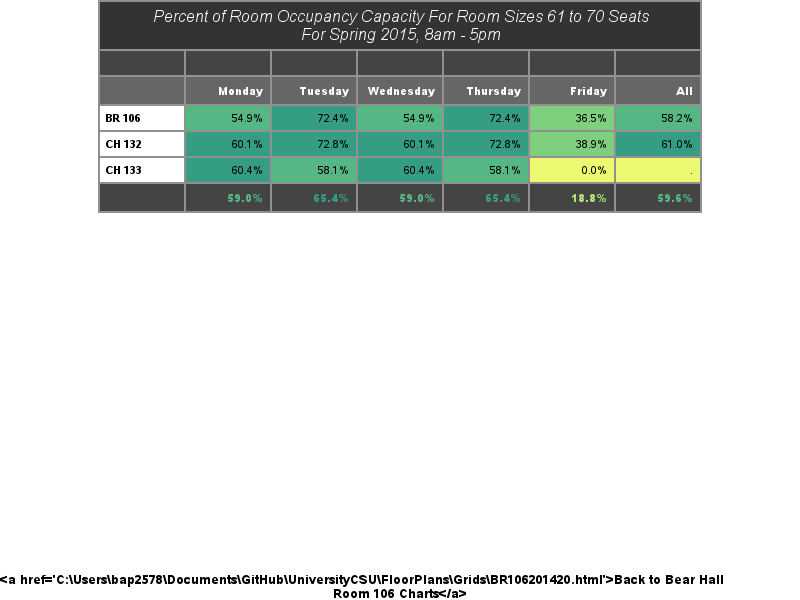 Percent of Room Occupancy Capacity For Room Sizes 61 to 70 Seats
For Spring 2015, 8am - 5pm
Monday Tuesday Wednesday Thursday Friday All
BR 106 54.9% 72.4% 54.9% 72.4% 36.5% 58.2%
CH 132 60.1% 72.8% 60.1% 72.8% 38.9% 61.0%
CH 133 60.4% 58.1% 60.4% 58.1% 0.0% .
59.0% 65.4% 59.0% 65.4% 18.8% 59.6%
<a href='C:\Users\bap2578\Documents\GitHub\UniversityCSU\FloorPlans\Grids\BR106201420.html'>Back to Bear Hall
Room 106 Charts</a>